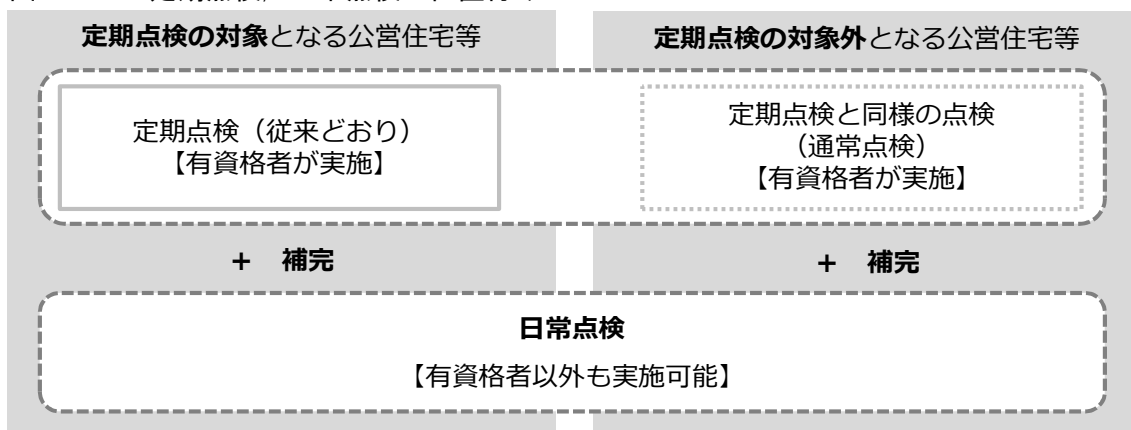 定期点検の対象となる公営住宅等
定期点検（従来どおり）
【有資格者が実施】
＋　補完
定期点検の対象外となる公営住宅等
定期点検と同様の点検
（通常点検）
【有資格者が実施】
＋　補完
日常点検
【有資格者以外も実施可能】